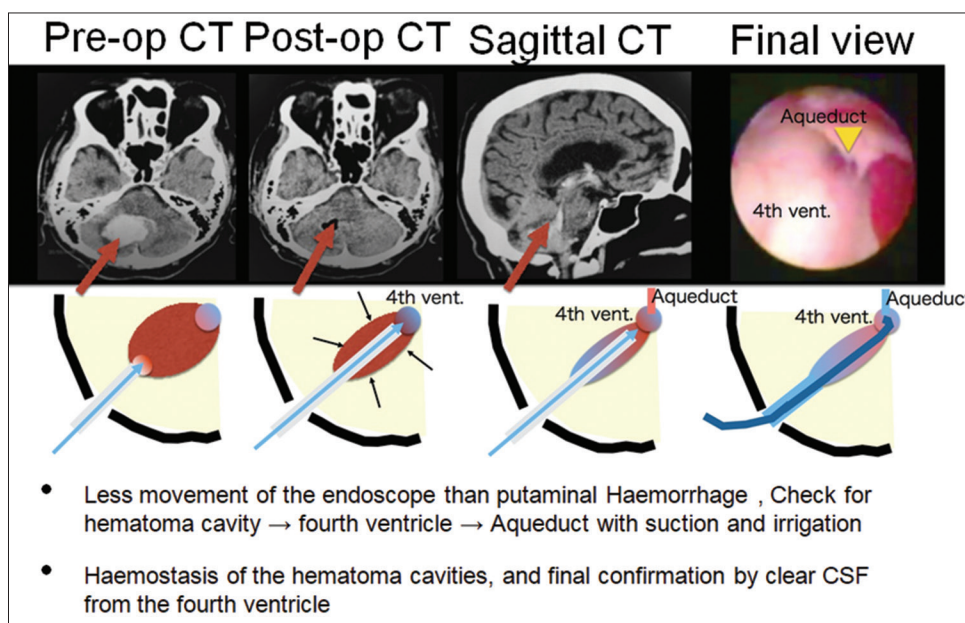 Pre-op CT Post-op CT Sagittal CT Final view
Aqueduct
4th vent.
4th vent.
Aqueduct
4th vent.
Aqueduc
4th vent.
• Less movement of the endoscope than putaminal Haemorrhage , Check for
hematoma cavity → fourth ventricle → Aqueduct with suction and irrigation
• Haemostasis of the hematoma cavities, and final confirmation by clear CSF
from the fourth ventricle